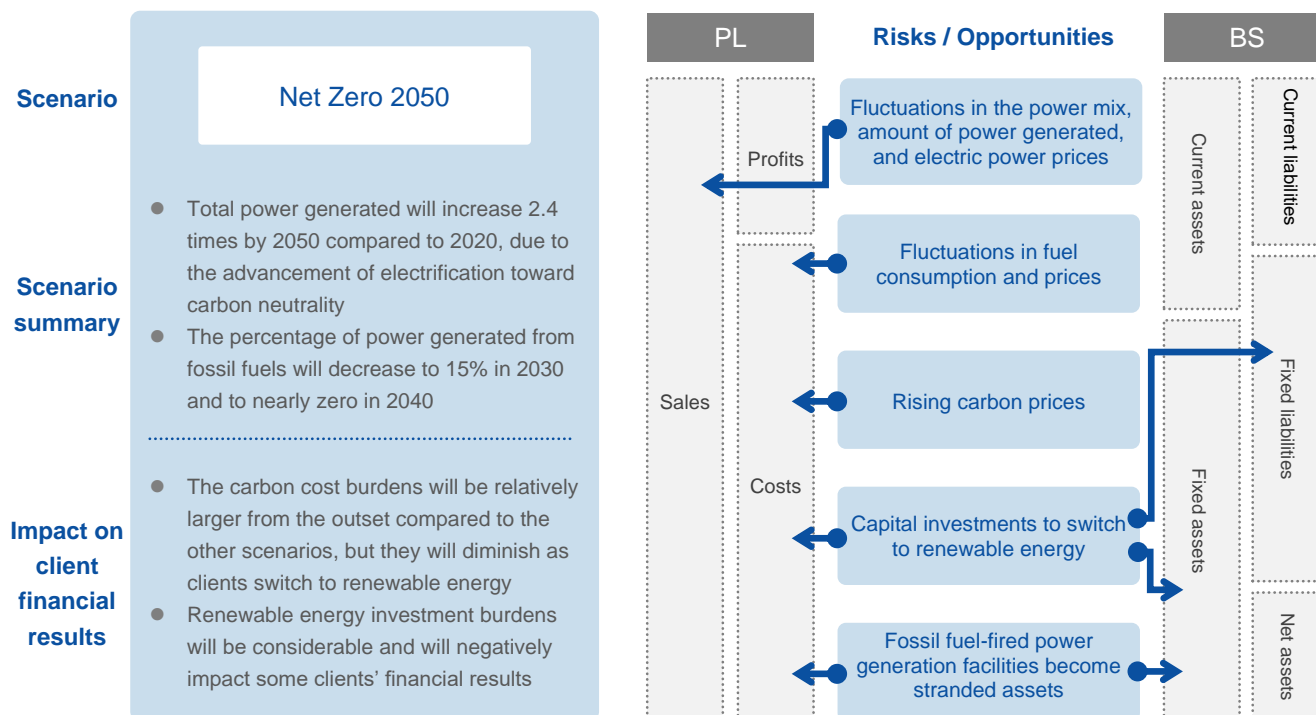 Scenario
Net Zero 2050
Scenario
summary
● Total power generated will increase 2.4
times by 2050 compared to 2020, due to
the advancement of electrification toward
carbon neutrality
● The percentage of power generated from
fossil fuels will decrease to 15% in 2030
and to nearly zero in 2040
Impact on
client
financial
results
● The carbon cost burdens will be relatively
larger from the outset compared to the
other scenarios, but they will diminish as
clients switch to renewable energy
● Renewable energy investment burdens
will be considerable and will negatively
impact some clients’ financial results
PL
Risks / Opportunities
BS
Sales
Profits
Costs
Fluctuations in the power mix,
amount of power generated,
and electric power prices
Fluctuations in fuel
consumption and prices
Rising carbon prices
Capital investments to switch
to renewable energy
Fossil fuel-fired power
generation facilities become
stranded assets
Current assets
Fixed assets
Current liabilities
Fixed liabilities
Net assets